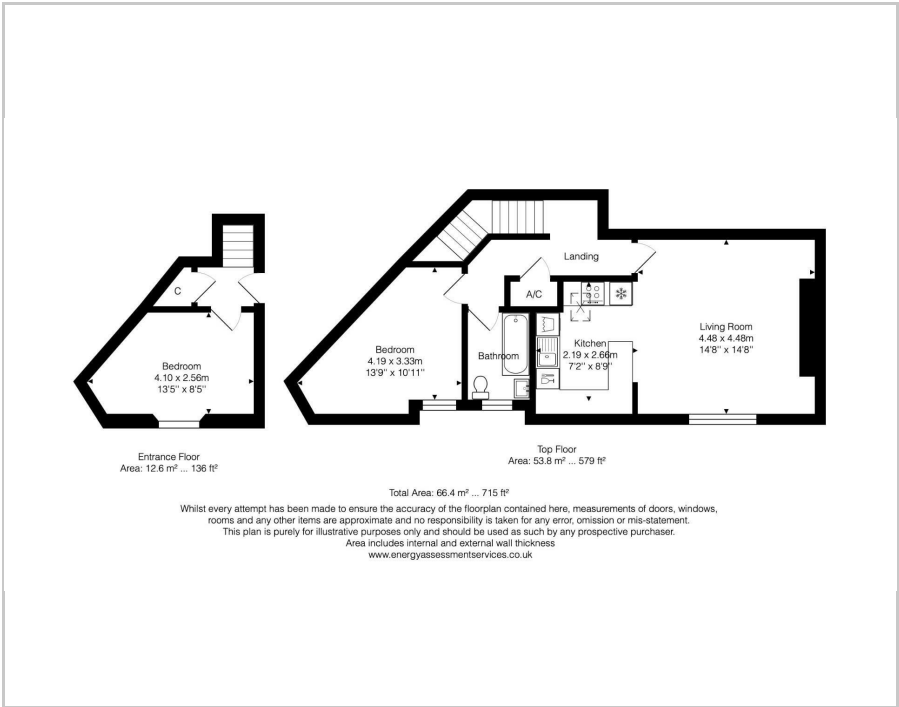 C
Bedroom
4.10 x 2.56m
13'5'' x 8'5''
Entrance Floor
Area: 12.6 m² ... 136 ft²
Landing
A/C
Bedroom
4.19 x 3.33m
13'9'' x 10'11''
Bathroom
Kitchen
2.19 x 2.66m
7'2'' x 8'9''
Living Room
4.48 x 4.48m
14'8'' x 14'8''
Top Floor
Area: 53.8 m² ... 579 ft²
Total Area: 66.4 m² ... 715 ft²
Whilst every attempt has been made to ensure the accuracy of the floorplan contained here, measurements of doors, windows,
rooms and any other items are approximate and no responsibility is taken for any error, omission or mis-statement.
This plan is purely for illustrative purposes only and should be used as such by any prospective purchaser.
Area includes internal and external wall thickness
www.energyassessmentservices.co.uk